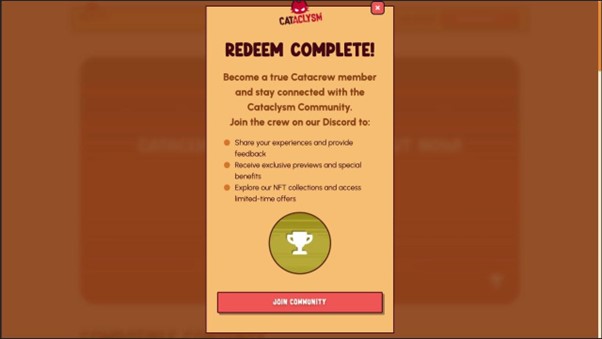 CATACLYSM
REDEEM COMPLETE!
Become a true Catacrew member
and stay connected with the
Cataclysm Community.
Join the crew on our Discord to:
Share your experiences and provide
feedback
Receive exclusive previews and special
benefits
Explore our NFT collections and access
limited-time offers
JOIN COMMUNITY